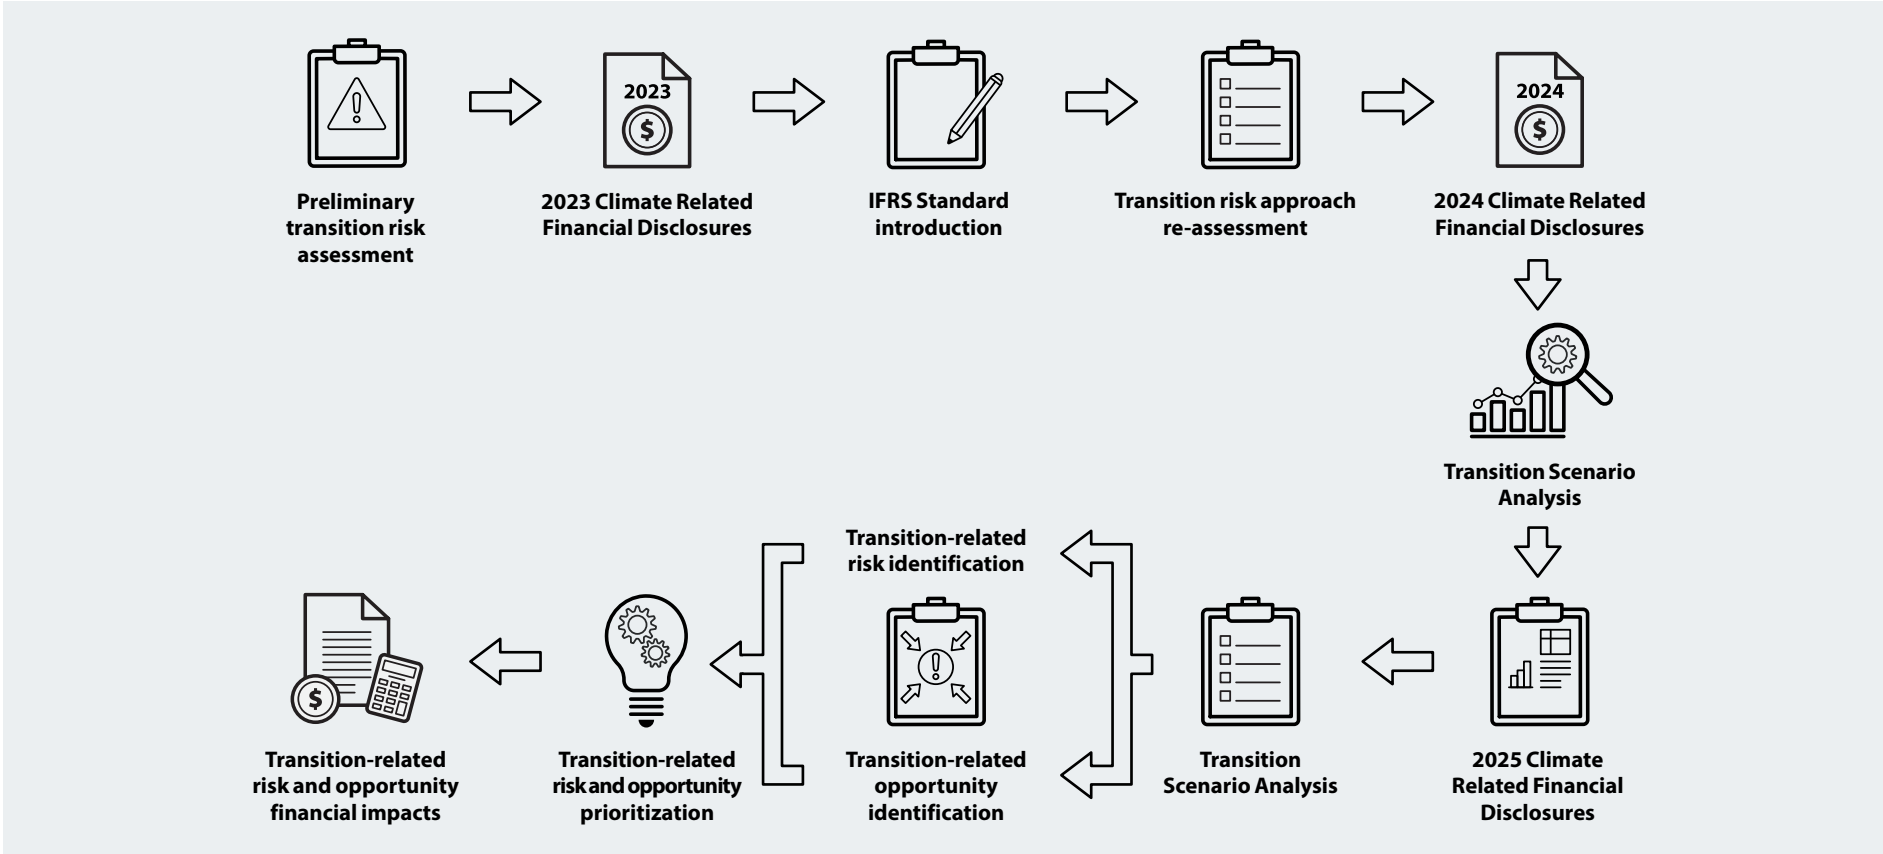 2023
$
2024
$
Preliminary
transition risk
assessment
2023 Climate Related
Financial Disclosures
IFRS Standard
introduction
Transition risk approach
re-assessment
2024 Climate Related
Financial Disclosures
Transition Scenario
Analysis
2025 Climate
Related Financial
Disclosures
Transition
Scenario Analysis
Transition-related
risk identification
Transition-related
opportunity
identification
Transition-related
risk and opportunity
prioritization
$
Transition-related
risk and opportunity
financial impacts